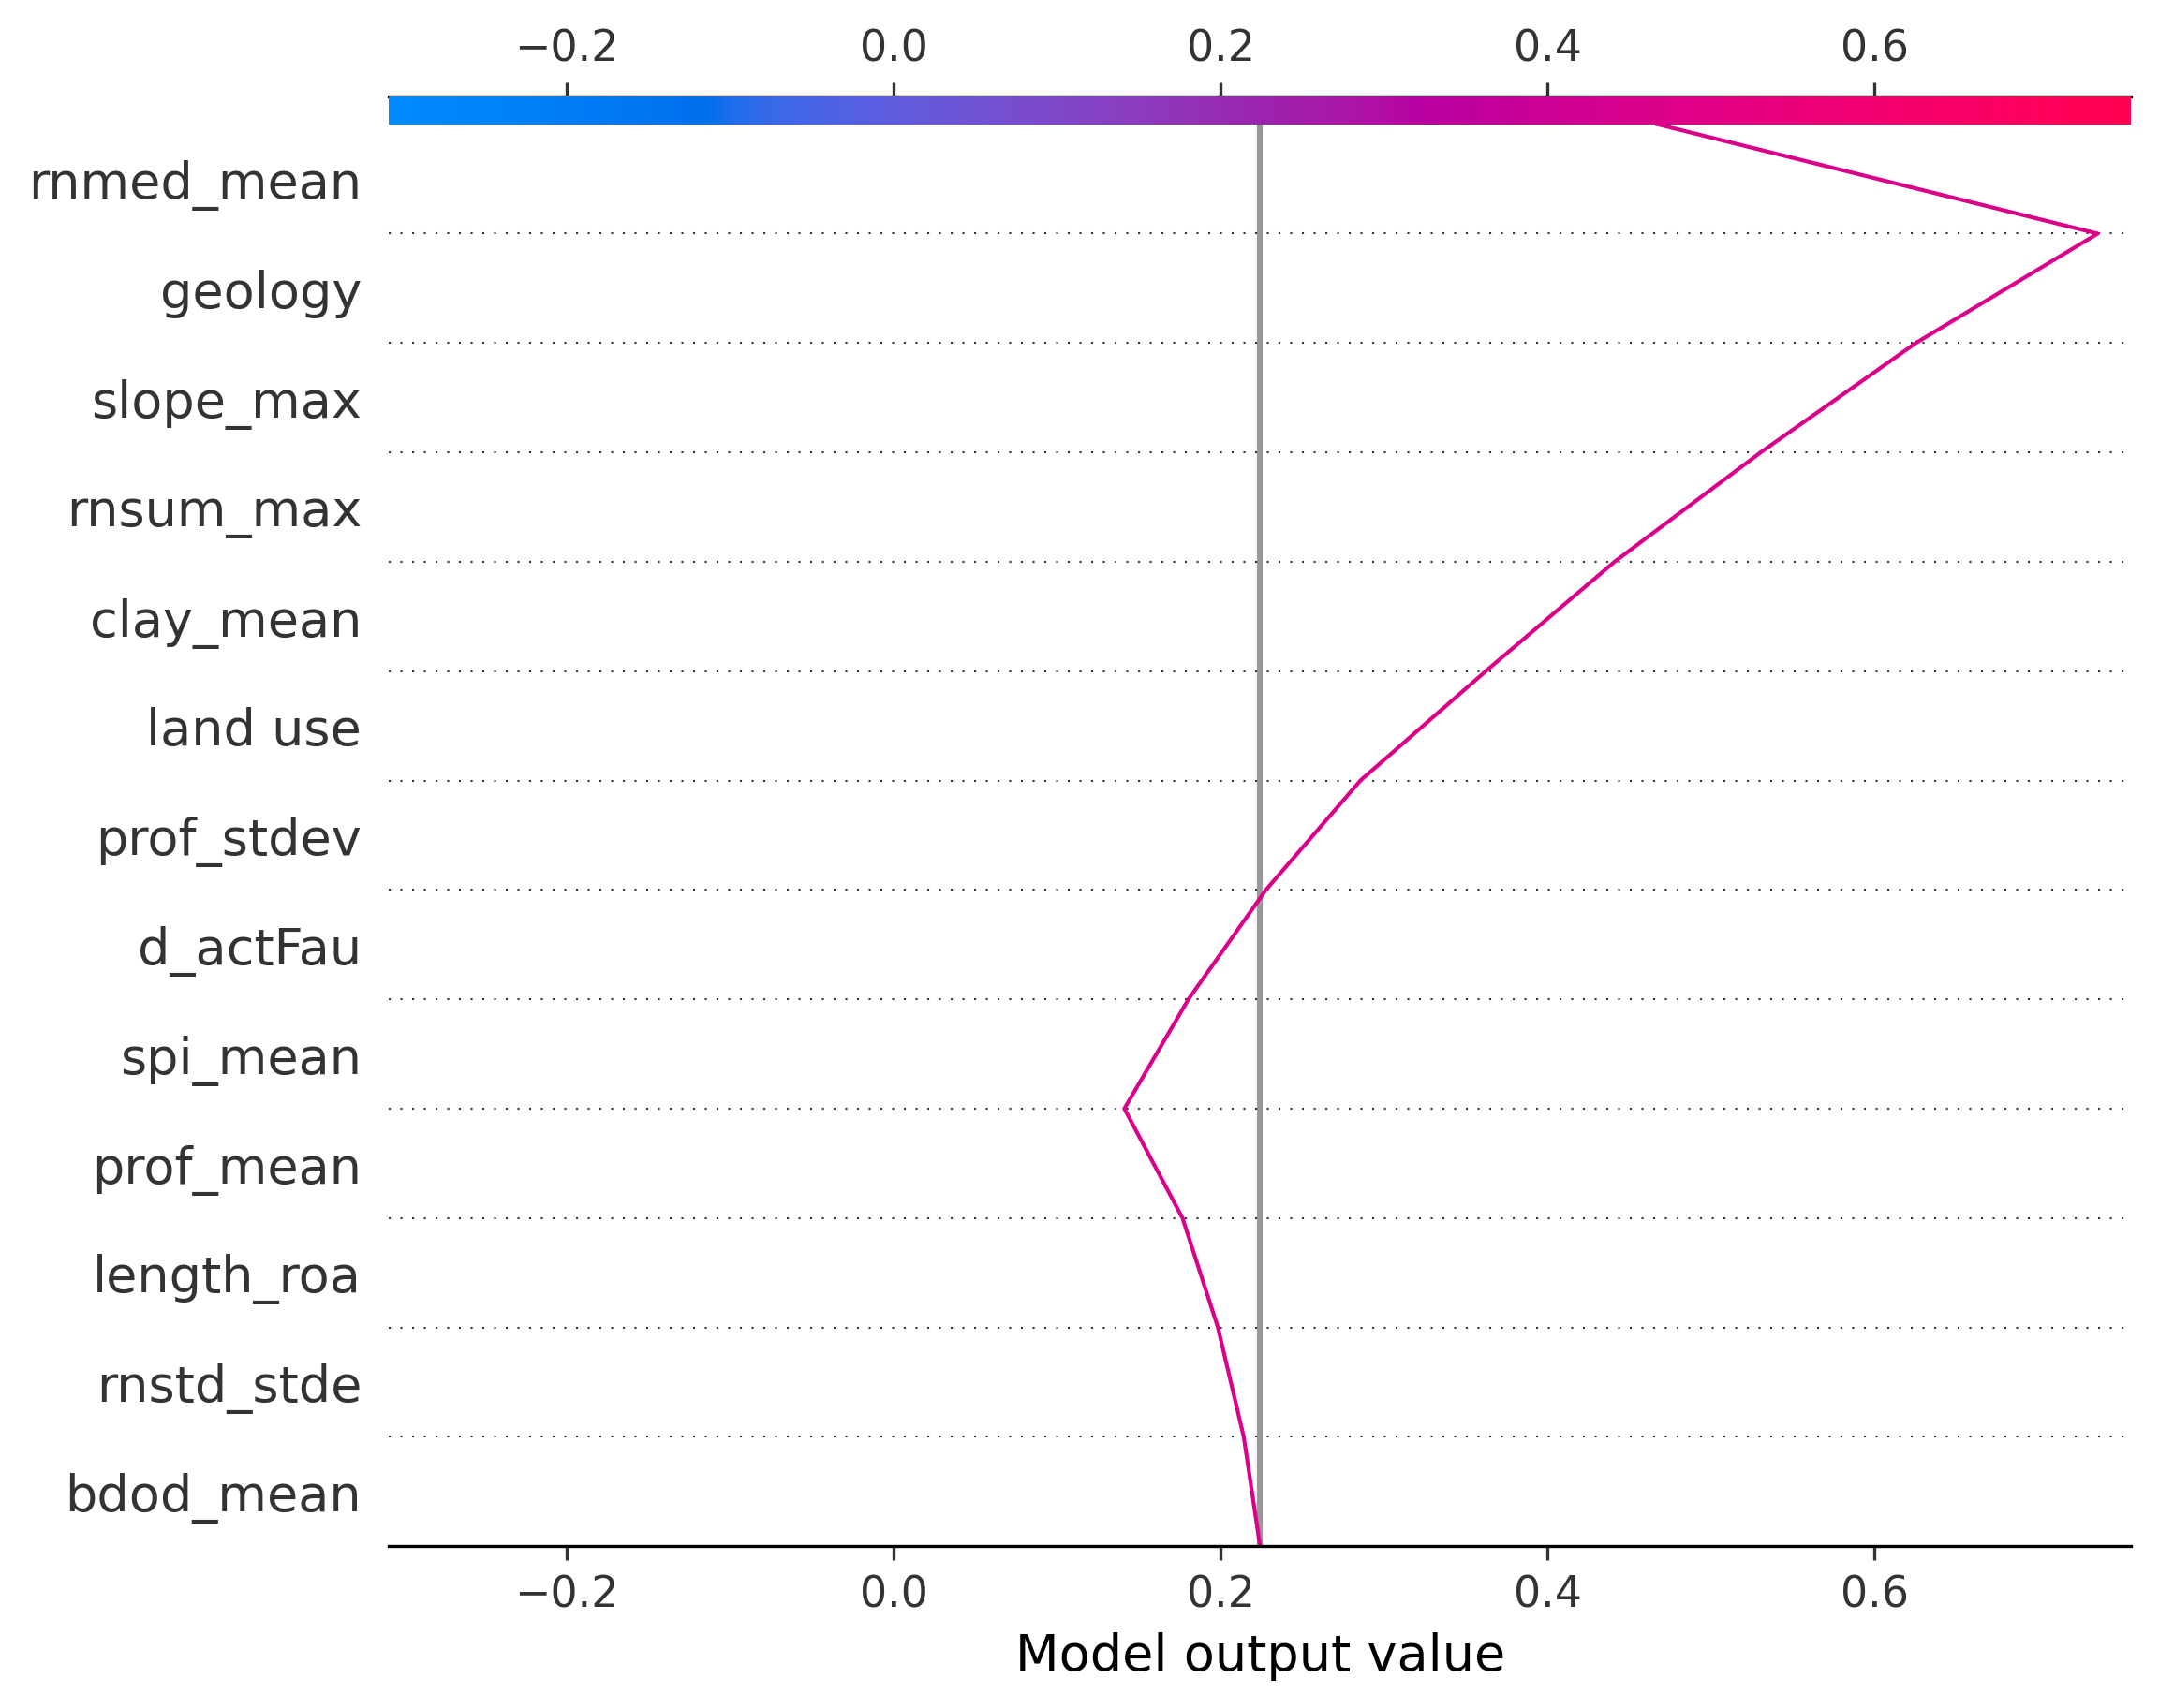 −0.2 0.0 0.2 0.4 0.6
rnmed_mean
geology
slope_max
rnsum_max
clay_mean
land use
prof_stdev
d_actFau
spi_mean
prof_mean
length_roa
rnstd_stde
bdod_mean
−0.2 0.0 0.2 0.4 0.6
Model output value